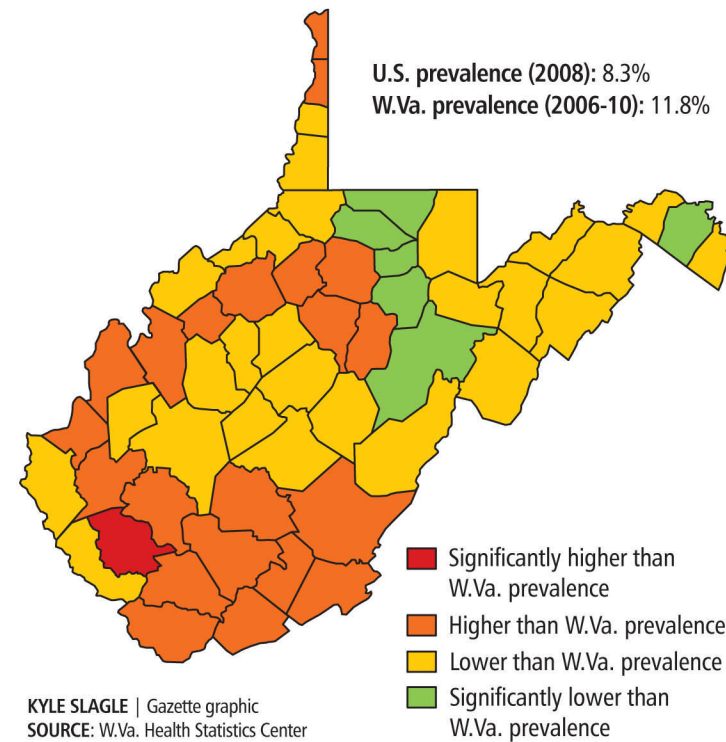 U.S. prevalence (2008): 8.3%
W.Va. prevalence (2006-10): 11.8%
Significantly higher than
W.Va. prevalence
Higher than W.Va. prevalence
Lower than W.Va. prevalence
Significantly lower than
W.Va. prevalence
KYLE SLAGLE | Gazette graphic
SOURCE: W.Va. Health Statistics Center